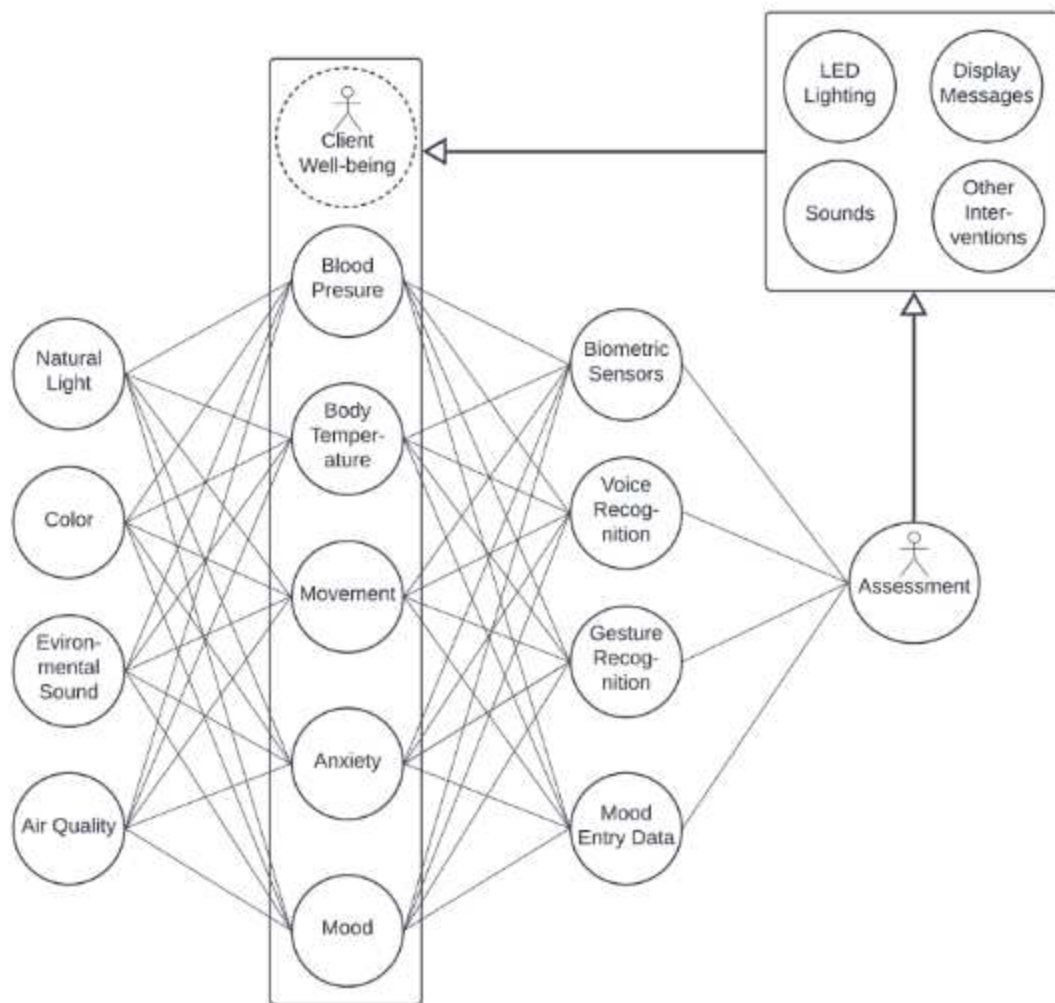 LED
Lighting
Display
Messages
Sounds
Other
Inter-
ventions
Client
Well-being
Blood
Presure
Body
Temper-
ature
Movement
Anxiety
Mood
Natural
Light
Color
Eviron-
mental
Sound
Air Quality
Biometric
Sensors
Voice
Recog-
nition
Gesture
Recog-
nition
Mood
Entry Data
Assessment